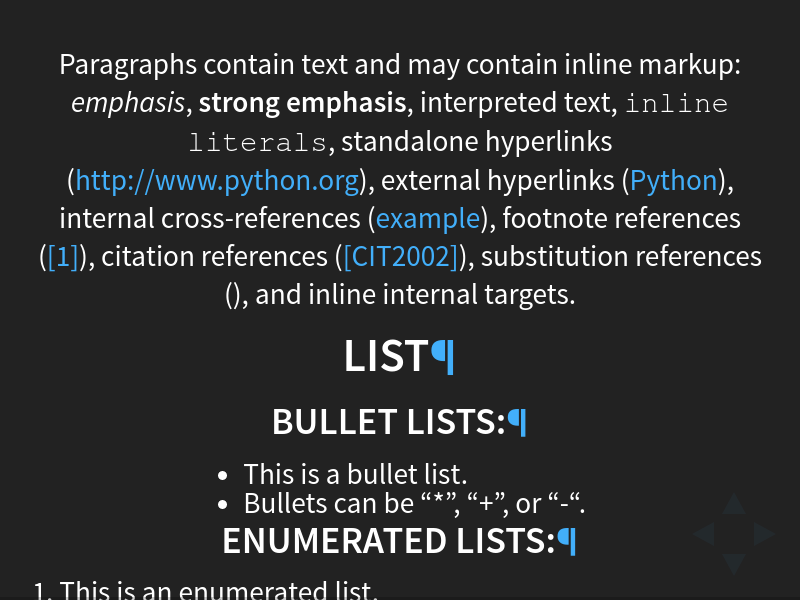 Paragraphs contain text and may contain inline markup:
emphasis, strong emphasis, interpreted text, inline
literals, standalone hyperlinks
(http://www.python.org), external hyperlinks (Python),
internal cross-references (example), footnote references
([1]), citation references ([CIT2002]), substitution references
(), and inline internal targets.
LIST¶
BULLET LISTS:¶
• This is a bullet list.
• Bullets can be “*”, “+”, or “-“.
ENUMERATED LISTS:¶
1. This is an enumerated list.